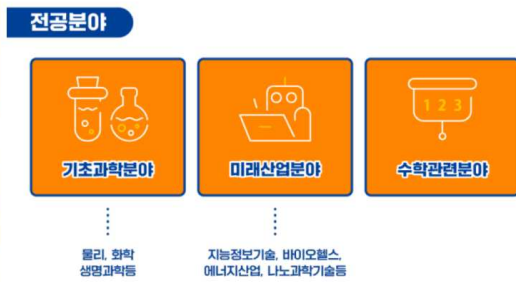 전공분야
1 2 3
기초과학분야
미래산업분야
수학관련분야
물리, 화학
생명과학등
지능정보기술, 바이오헬스,
에너지산업, 나노과학기술등